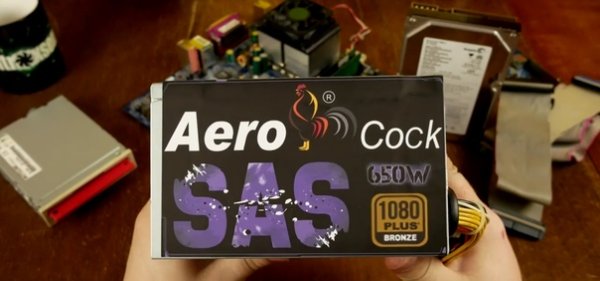 Aero ® Cock
SAS
650W
1080
PLUS
BRONZE